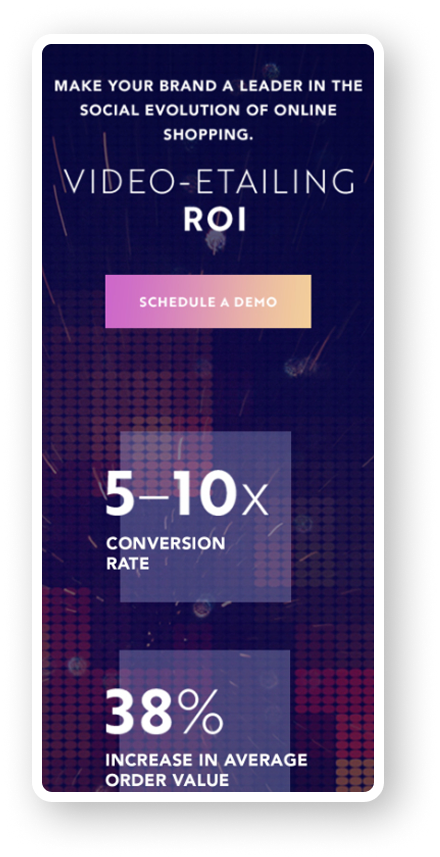 MAKE YOUR BRAND A LEADER IN THE
SOCIAL EVOLUTION OF ONLINE
SHOPPING.
VIDEO-ETAILING
ROI
SCHEDULE A DEMO
5–10x
CONVERSION
RATE
38%
INCREASE IN AVERAGE
ORDER VALUE